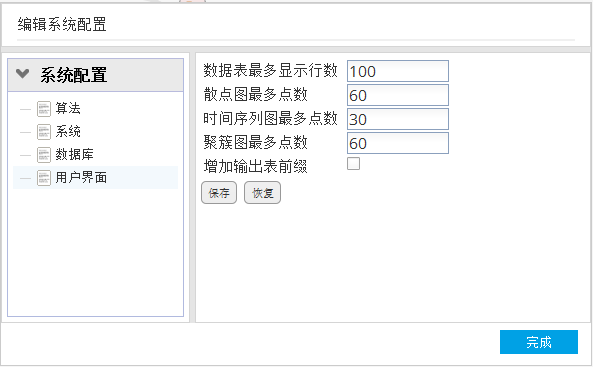 编辑系统配置
系统配置
算法
系统
数据库
用户界面
数据表最多显示行数 100
散点图最多点数 60
时间序列图最多点数 30
聚簇图最多点数 60
增加输出表前缀
保存 恢复
完成